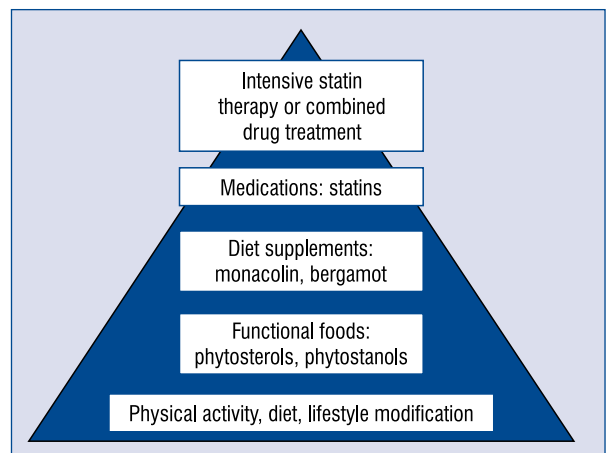 Intensive statin
therapy or combined
drug treatment
Medications: statins
Diet supplements:
monacolin, bergamot
Functional foods:
phytosterols, phytostanols
Physical activity, diet, lifestyle modification